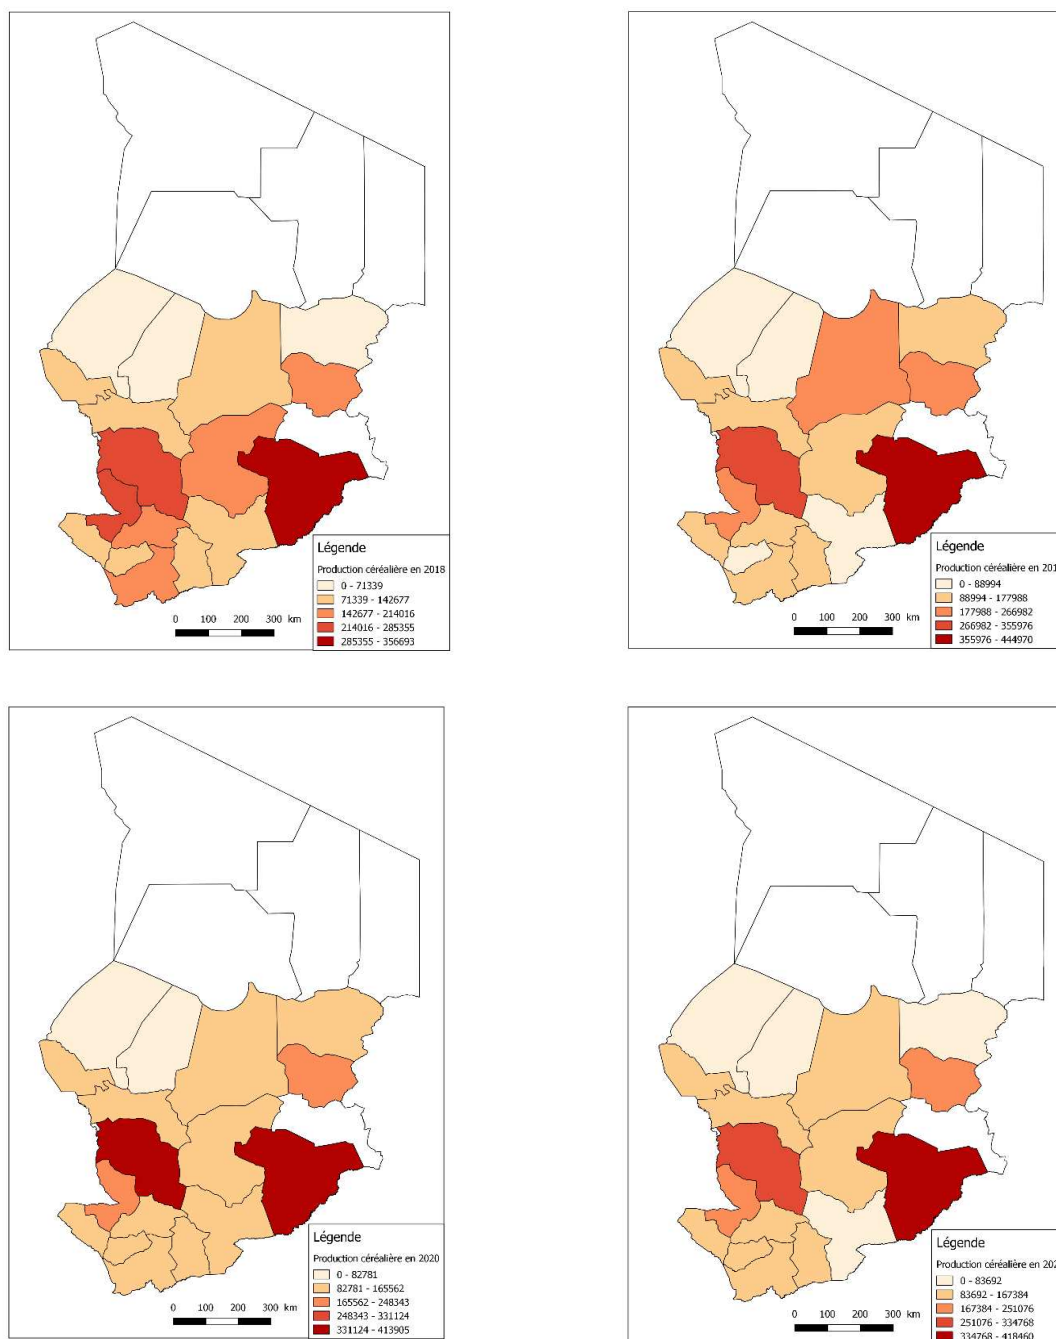 Légende
Production céréalière en 2018
0 - 71339
71339 - 142677
142677 - 214016
214016 - 285355
285355 - 356693
0 100 200 300 km
Légende
Production céréalière en 201
0 - 88994
88994 - 177988
177988 - 266982
266982 - 355976
355976 - 444970
0 100 200 300 km
Légende
Production céréalière en 2020
0 - 82781
82781 - 165562
165562 - 248343
248343 - 331124
331124 - 413905
0 100 200 300 km
Légende
Production céréalière en 202
0 - 83692
83692 - 167384
167384 - 251076
251076 - 334768
334768 - 418460
0 100 200 300 km